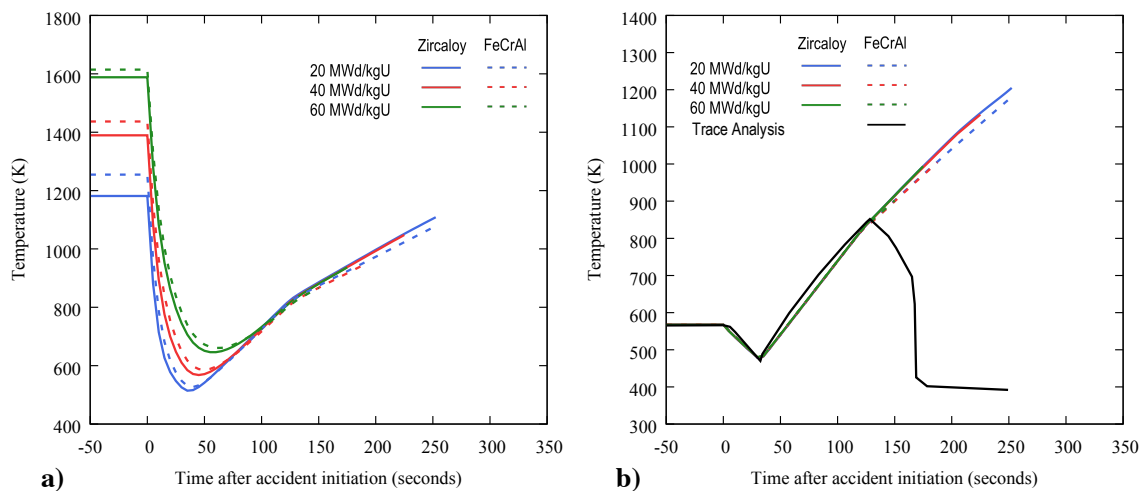 Zircaloy FeCrAl
20 MWd/kgU
40 MWd/kgU
60 MWd/kgU
1600
1400
1200
1000
800
600
400
Temperature (K)
-50 0 50 100 150 200 250 300 350
Time after accident initiation (seconds)
a)
Zircaloy FeCrAl
20 MWd/kgU
40 MWd/kgU
60 MWd/kgU
Trace Analysis
1400
1300
1200
1100
1000
900
800
700
600
500
400
300
Temperature (K)
-50 0 50 100 150 200 250 300 350
Time after accident initiation (seconds)
b)